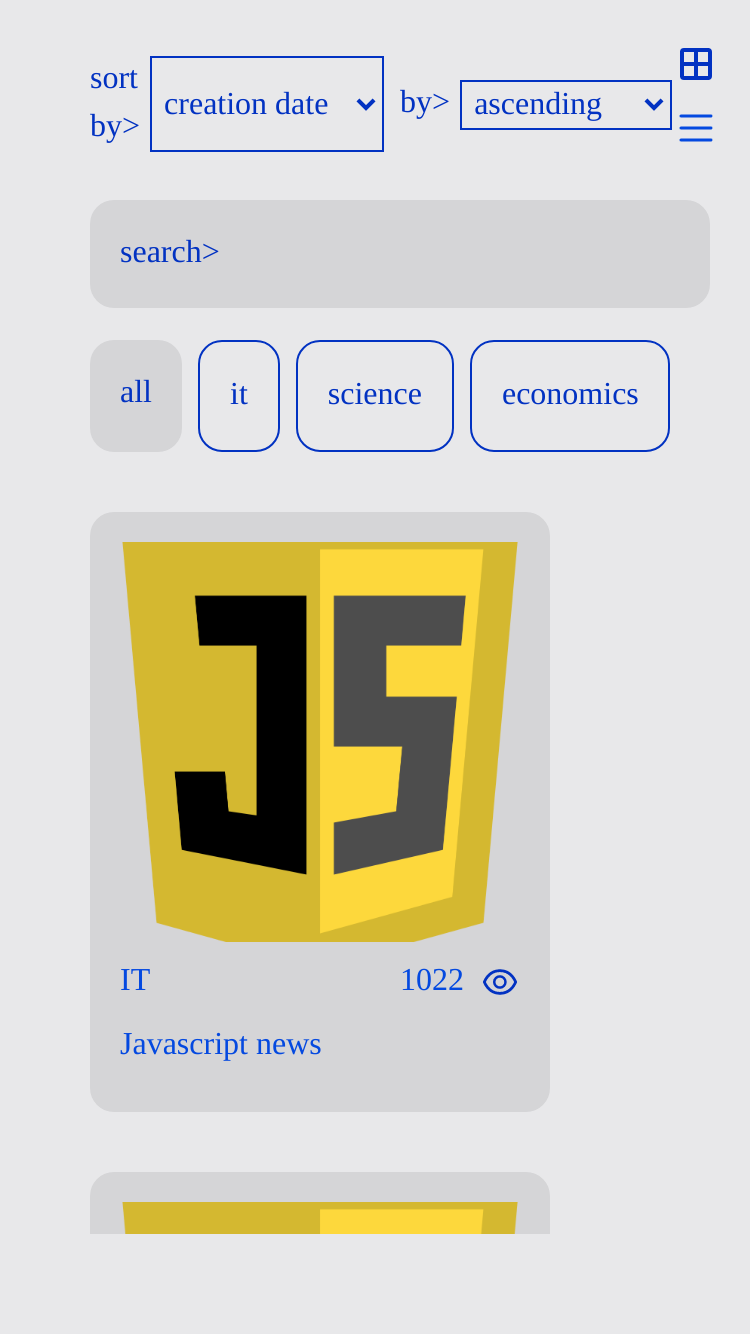 sort by>
creation date
by>
ascending
search>
all
it
science
economics
JS
IT
1022
Javascript news